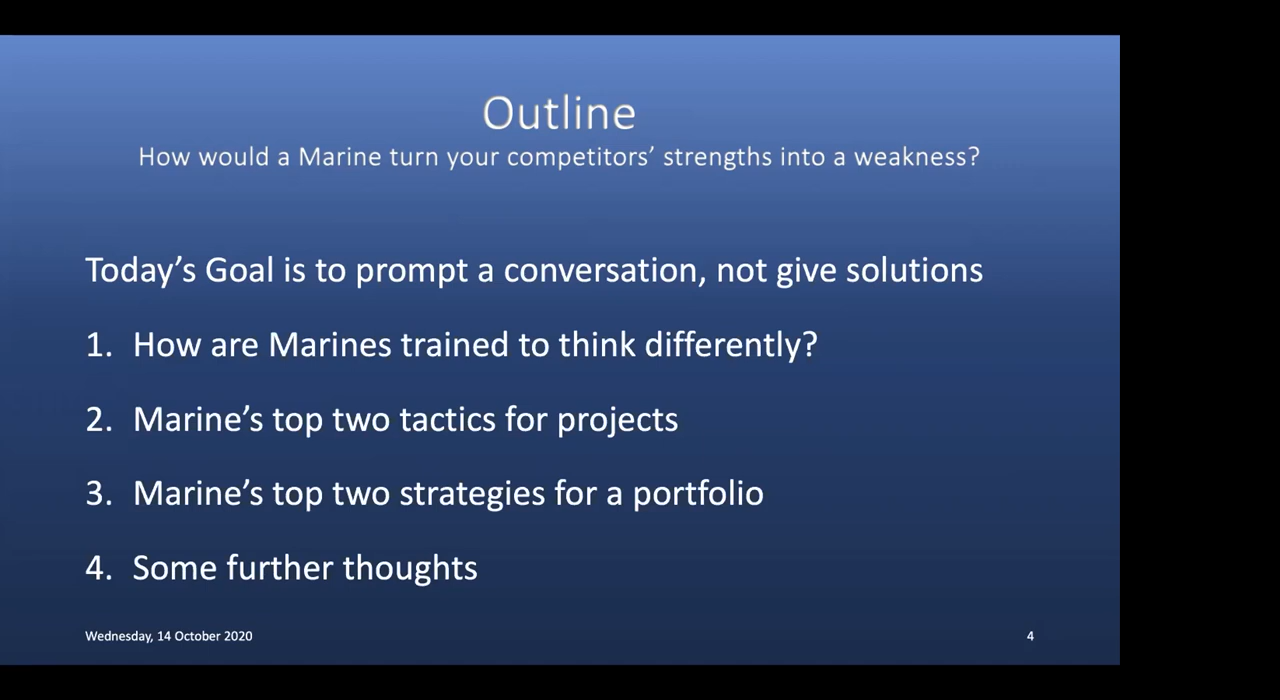 Outline
How would a Marine turn your competitors’ strengths into a weakness?
Today’s Goal is to prompt a conversation, not give solutions
1. How are Marines trained to think differently?
2. Marine’s top two tactics for projects
3. Marine’s top two strategies for a portfolio
4. Some further thoughts
Wednesday, 14 October 2020
4